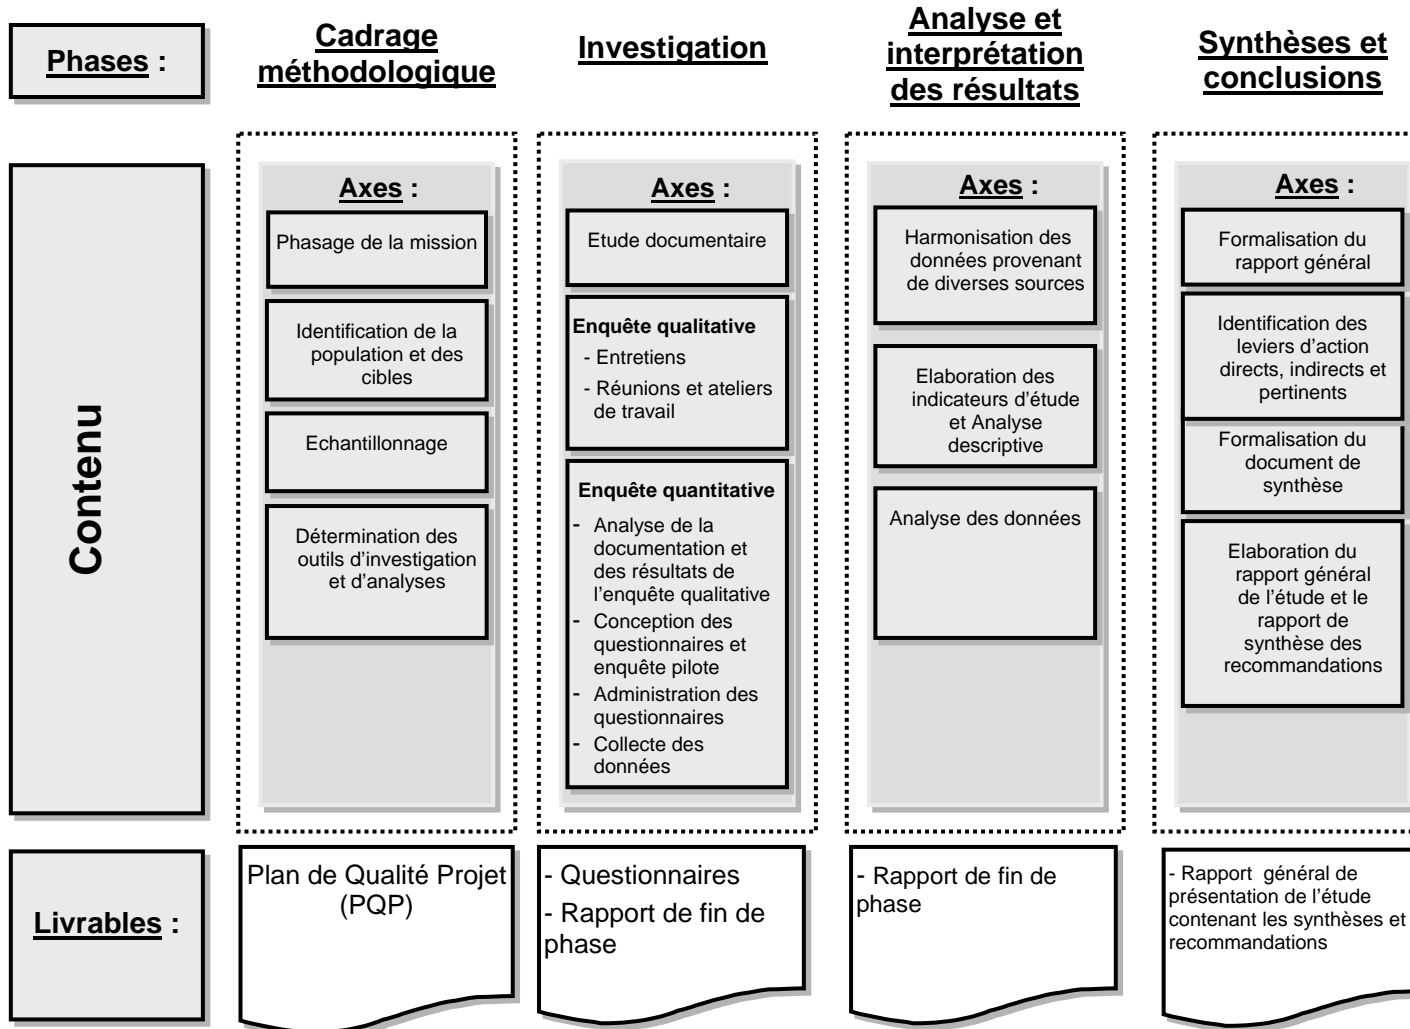 Phases :
Cadrage
méthodologique
Investigation
Analyse et
interprétation
des résultats
Synthèses et
conclusions
Contenu
Axes :
Phasage de la mission
Identification de la
population et des
cibles
Echantillonnage
Détermination des
outils d’investigation
et d’analyses
Axes :
Etude documentaire
Enquête qualitative
- Entretiens
- Réunions et ateliers
de travail
Enquête quantitative
- Analyse de la
documentation et
des résultats de
l’enquête qualitative
- Conception des
questionnaires et
enquête pilote
- Administration des
questionnaires
- Collecte des
données
Axes :
Harmonisation des
données provenant
de diverses sources
Elaboration des
indicateurs d’étude
et Analyse
descriptive
Analyse des données
Axes :
Formalisation du
rapport général
Identification des
leviers d’action
directs, indirects et
pertinents
Formalisation du
document de
synthèse
Elaboration du
rapport général
de l’étude et le
rapport de
synthèse des
recommandations
Livrables :
Plan de Qualité Projet
(PQP)
- Questionnaires
- Rapport de fin de
phase
- Rapport de fin de
phase
- Rapport général de
présentation de l’étude
contenant les synthèses et
recommandations